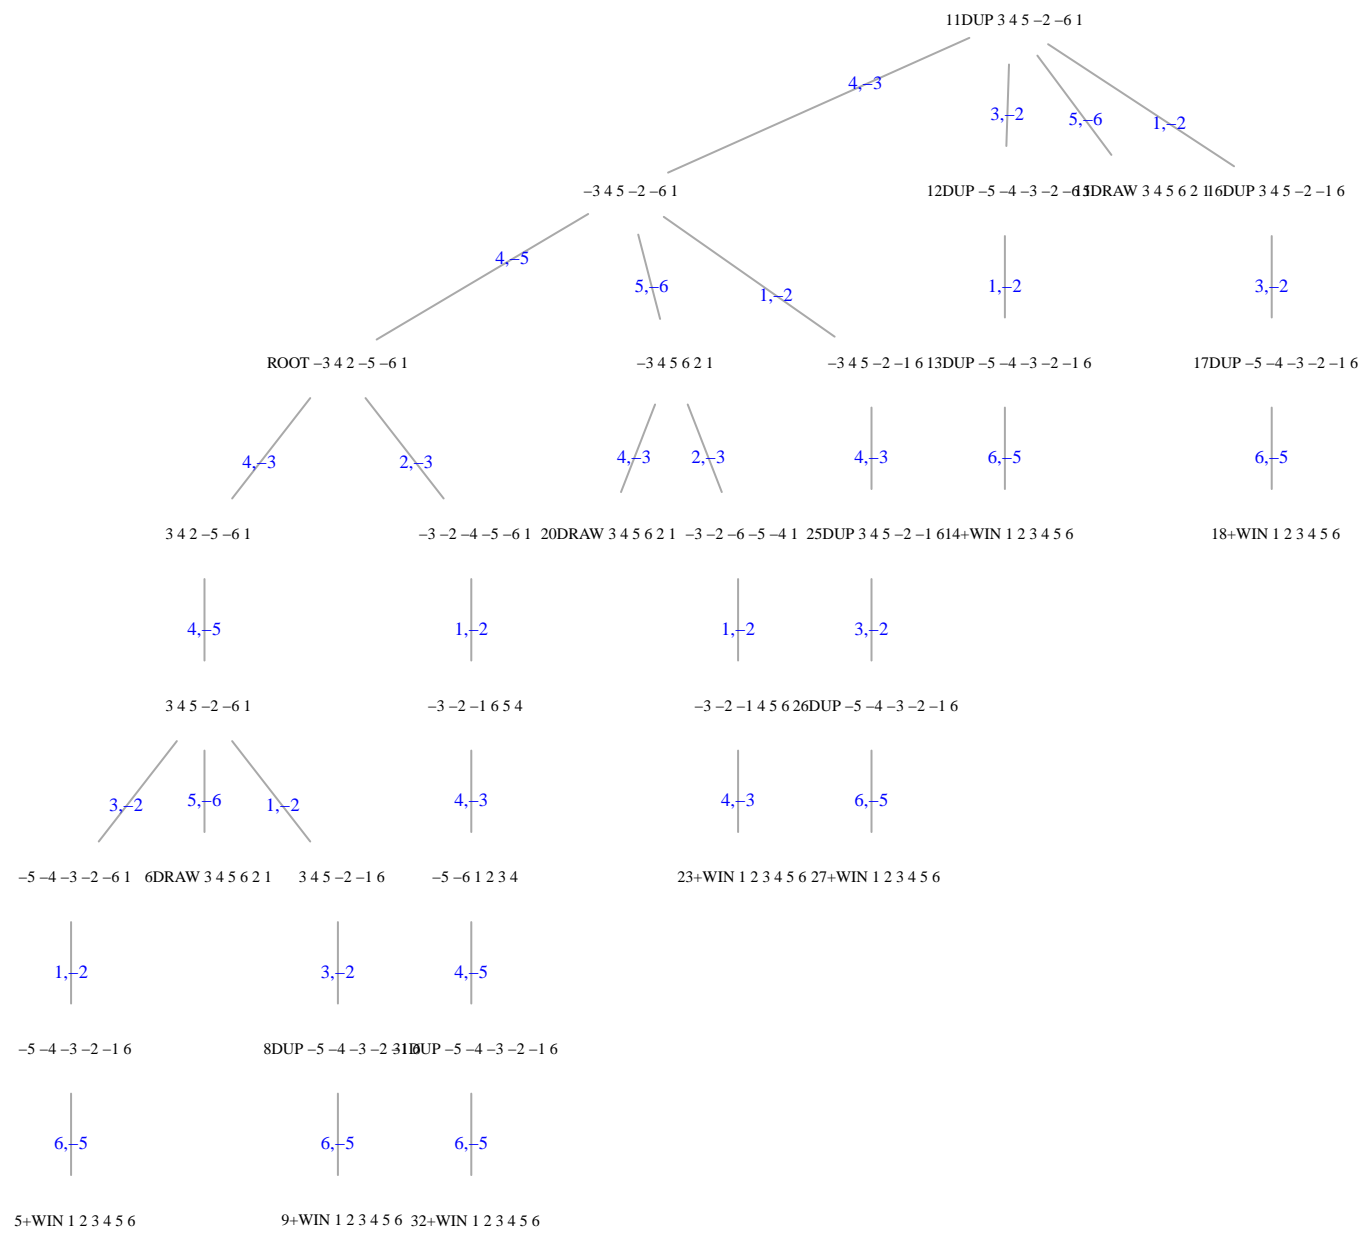 11DUP 3 4 5 −2 −6 1
4,−3
3,−2
5,−6
1,−2
−3 4 5 −2 −6 1
12DUP −5 −4 −3 −2 −6 1
15DRAW 3 4 5 6 2 1
16DUP 3 4 5 −2 −1 6
4,−5
5,−6
1,−2
1,−2
3,−2
ROOT −3 4 2 −5 −6 1
−3 4 5 6 2 1
−3 4 5 −2 −1 6
13DUP −5 −4 −3 −2 −1 6
17DUP −5 −4 −3 −2 −1 6
4,−3
2,−3
4,−3
2,−3
4,−3
6,−5
6,−5
3 4 2 −5 −6 1
−3 −2 −4 −5 −6 1
20DRAW 3 4 5 6 2 1
−3 −2 −6 −5 −4 1
25DUP 3 4 5 −2 −1 6
14+WIN 1 2 3 4 5 6
18+WIN 1 2 3 4 5 6
4,−5
1,−2
1,−2
3,−2
3 4 5 −2 −6 1
−3 −2 −1 6 5 4
−3 −2 −1 4 5 6
26DUP −5 −4 −3 −2 −1 6
3,−2
5,−6
1,−2
4,−3
4,−3
6,−5
−5 −4 −3 −2 −6 1
6DRAW 3 4 5 6 2 1
3 4 5 −2 −1 6
−5 −6 1 2 3 4
23+WIN 1 2 3 4 5 6
27+WIN 1 2 3 4 5 6
1,−2
3,−2
4,−5
−5 −4 −3 −2 −1 6
8DUP −5 −4 −3 −2 −1 6
31DUP −5 −4 −3 −2 −1 6
6,−5
6,−5
6,−5
5+WIN 1 2 3 4 5 6
9+WIN 1 2 3 4 5 6
32+WIN 1 2 3 4 5 6